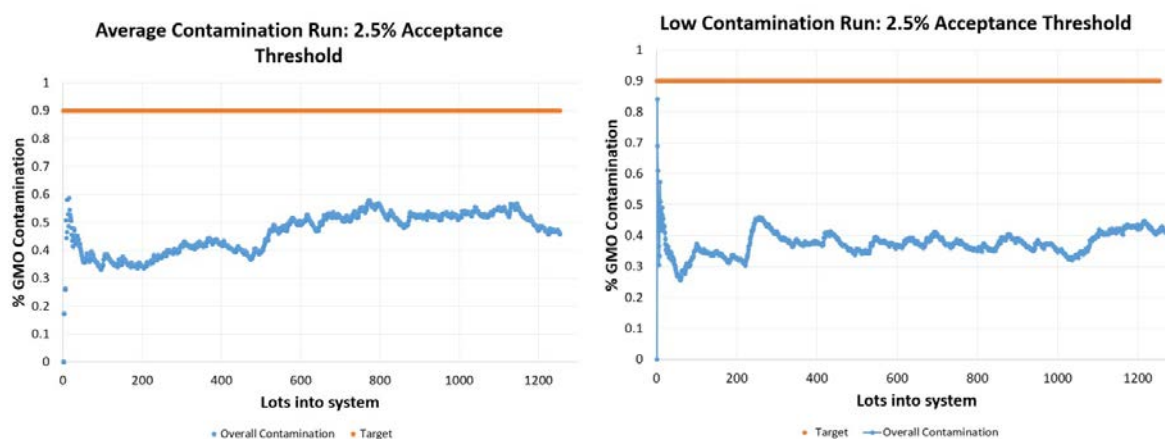 Average Contamination Run: 2.5% Acceptance
Threshold
% GMO Contamination
1
0.9
0.8
0.7
0.6
0.5
0.4
0.3
0.2
0.1
0
0 200 400 600 800 1000 1200
Lots into system
Overall Contamination Target
Low Contamination Run: 2.5% Acceptance Threshold
% GMO Contamination
1
0.9
0.8
0.7
0.6
0.5
0.4
0.3
0.2
0.1
0
0 200 400 600 800 1000 1200
Lots into system
Target Overall Contamination